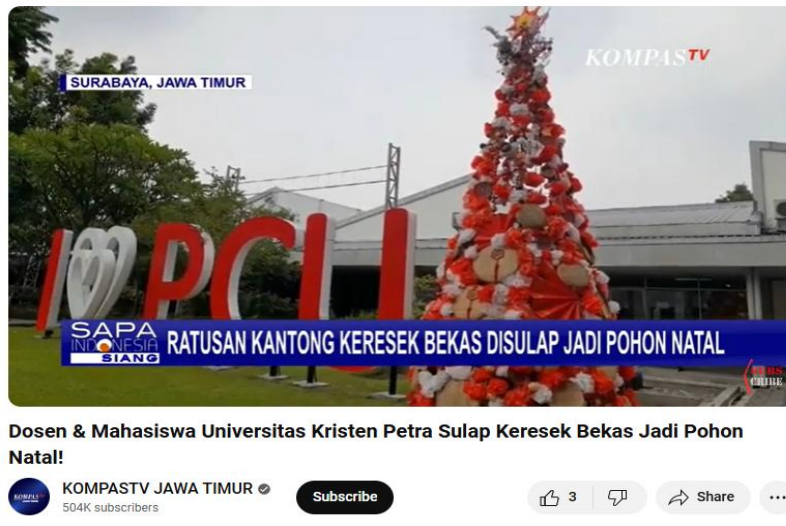 KOMPASTV
SURABAYA, JAWA TIMUR
I PCU
SAPA
INDONESIA
SIANG
RATUSAN KANTONG KERESEK BEKAS DISULAP JADI POHON NATAL
Dosen & Mahasiswa Universitas Kristen Petra Sulap Keresek Bekas Jadi Pohon
Natal!
KOMPASTV JAWA TIMUR
504K subscribers
Subscribe
3
Share